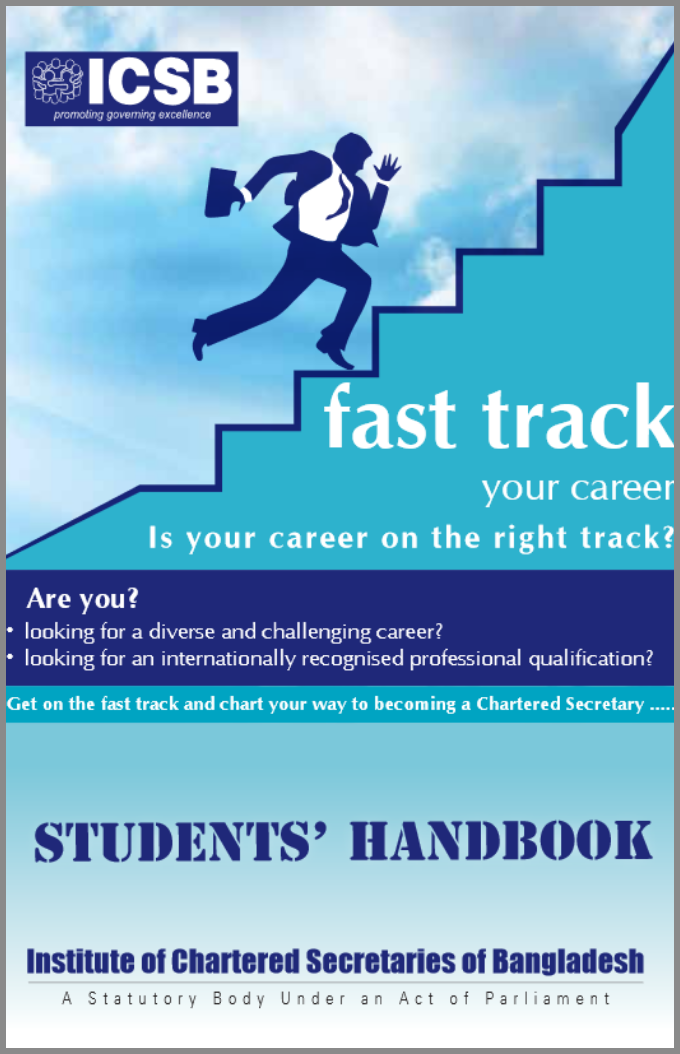 ICSB
promoting governing excellence
fast track
your career
Is your career on the right track?
Are you?
• looking for a diverse and challenging career?
• looking for an internationally recognised professional qualification?
Get on the fast track and chart your way to becoming a Chartered Secretary .....
STUDENTS' HANDBOOK
Institute of Chartered Secretaries of Bangladesh
A Statutory Body Under an Act of Parliament